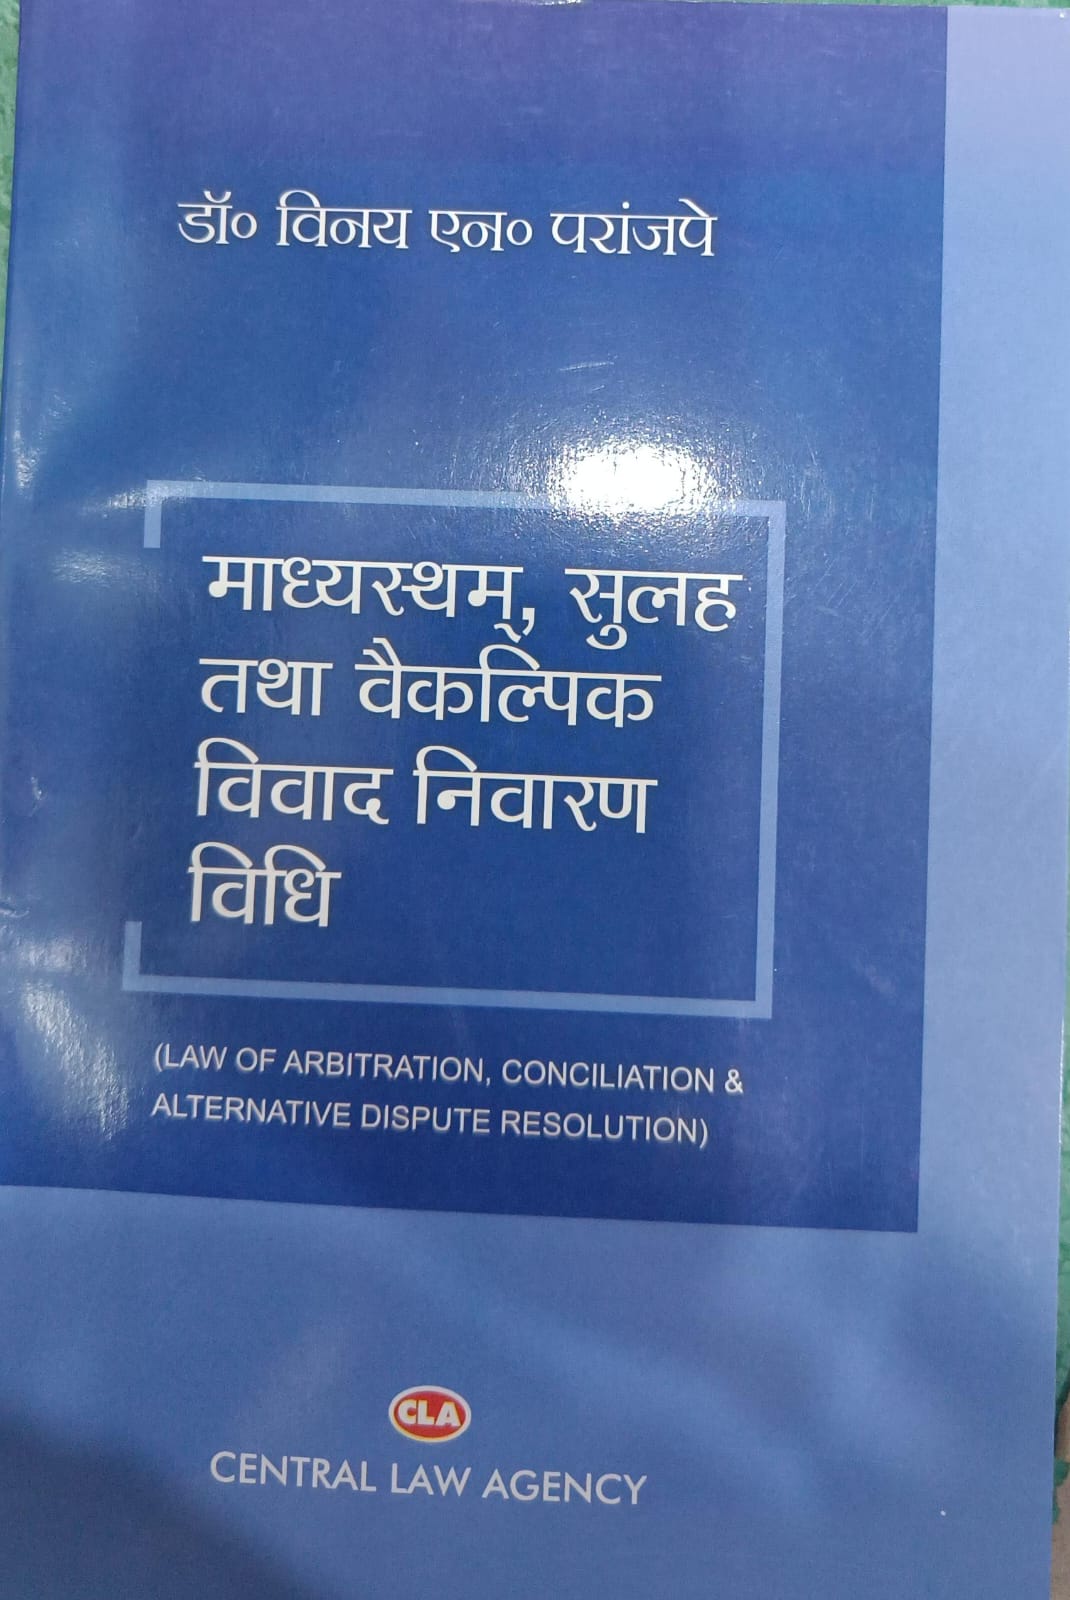 डॉ० विनय एन० परांजपे
माध्यस्थम्, सुलह
तथा वैकल्पिक
विवाद निवारण
विधि
(LAW OF ARBITRATION, CONCILIATION &
ALTERNATIVE DISPUTE RESOLUTION)
CLA
CENTRAL LAW AGENCY